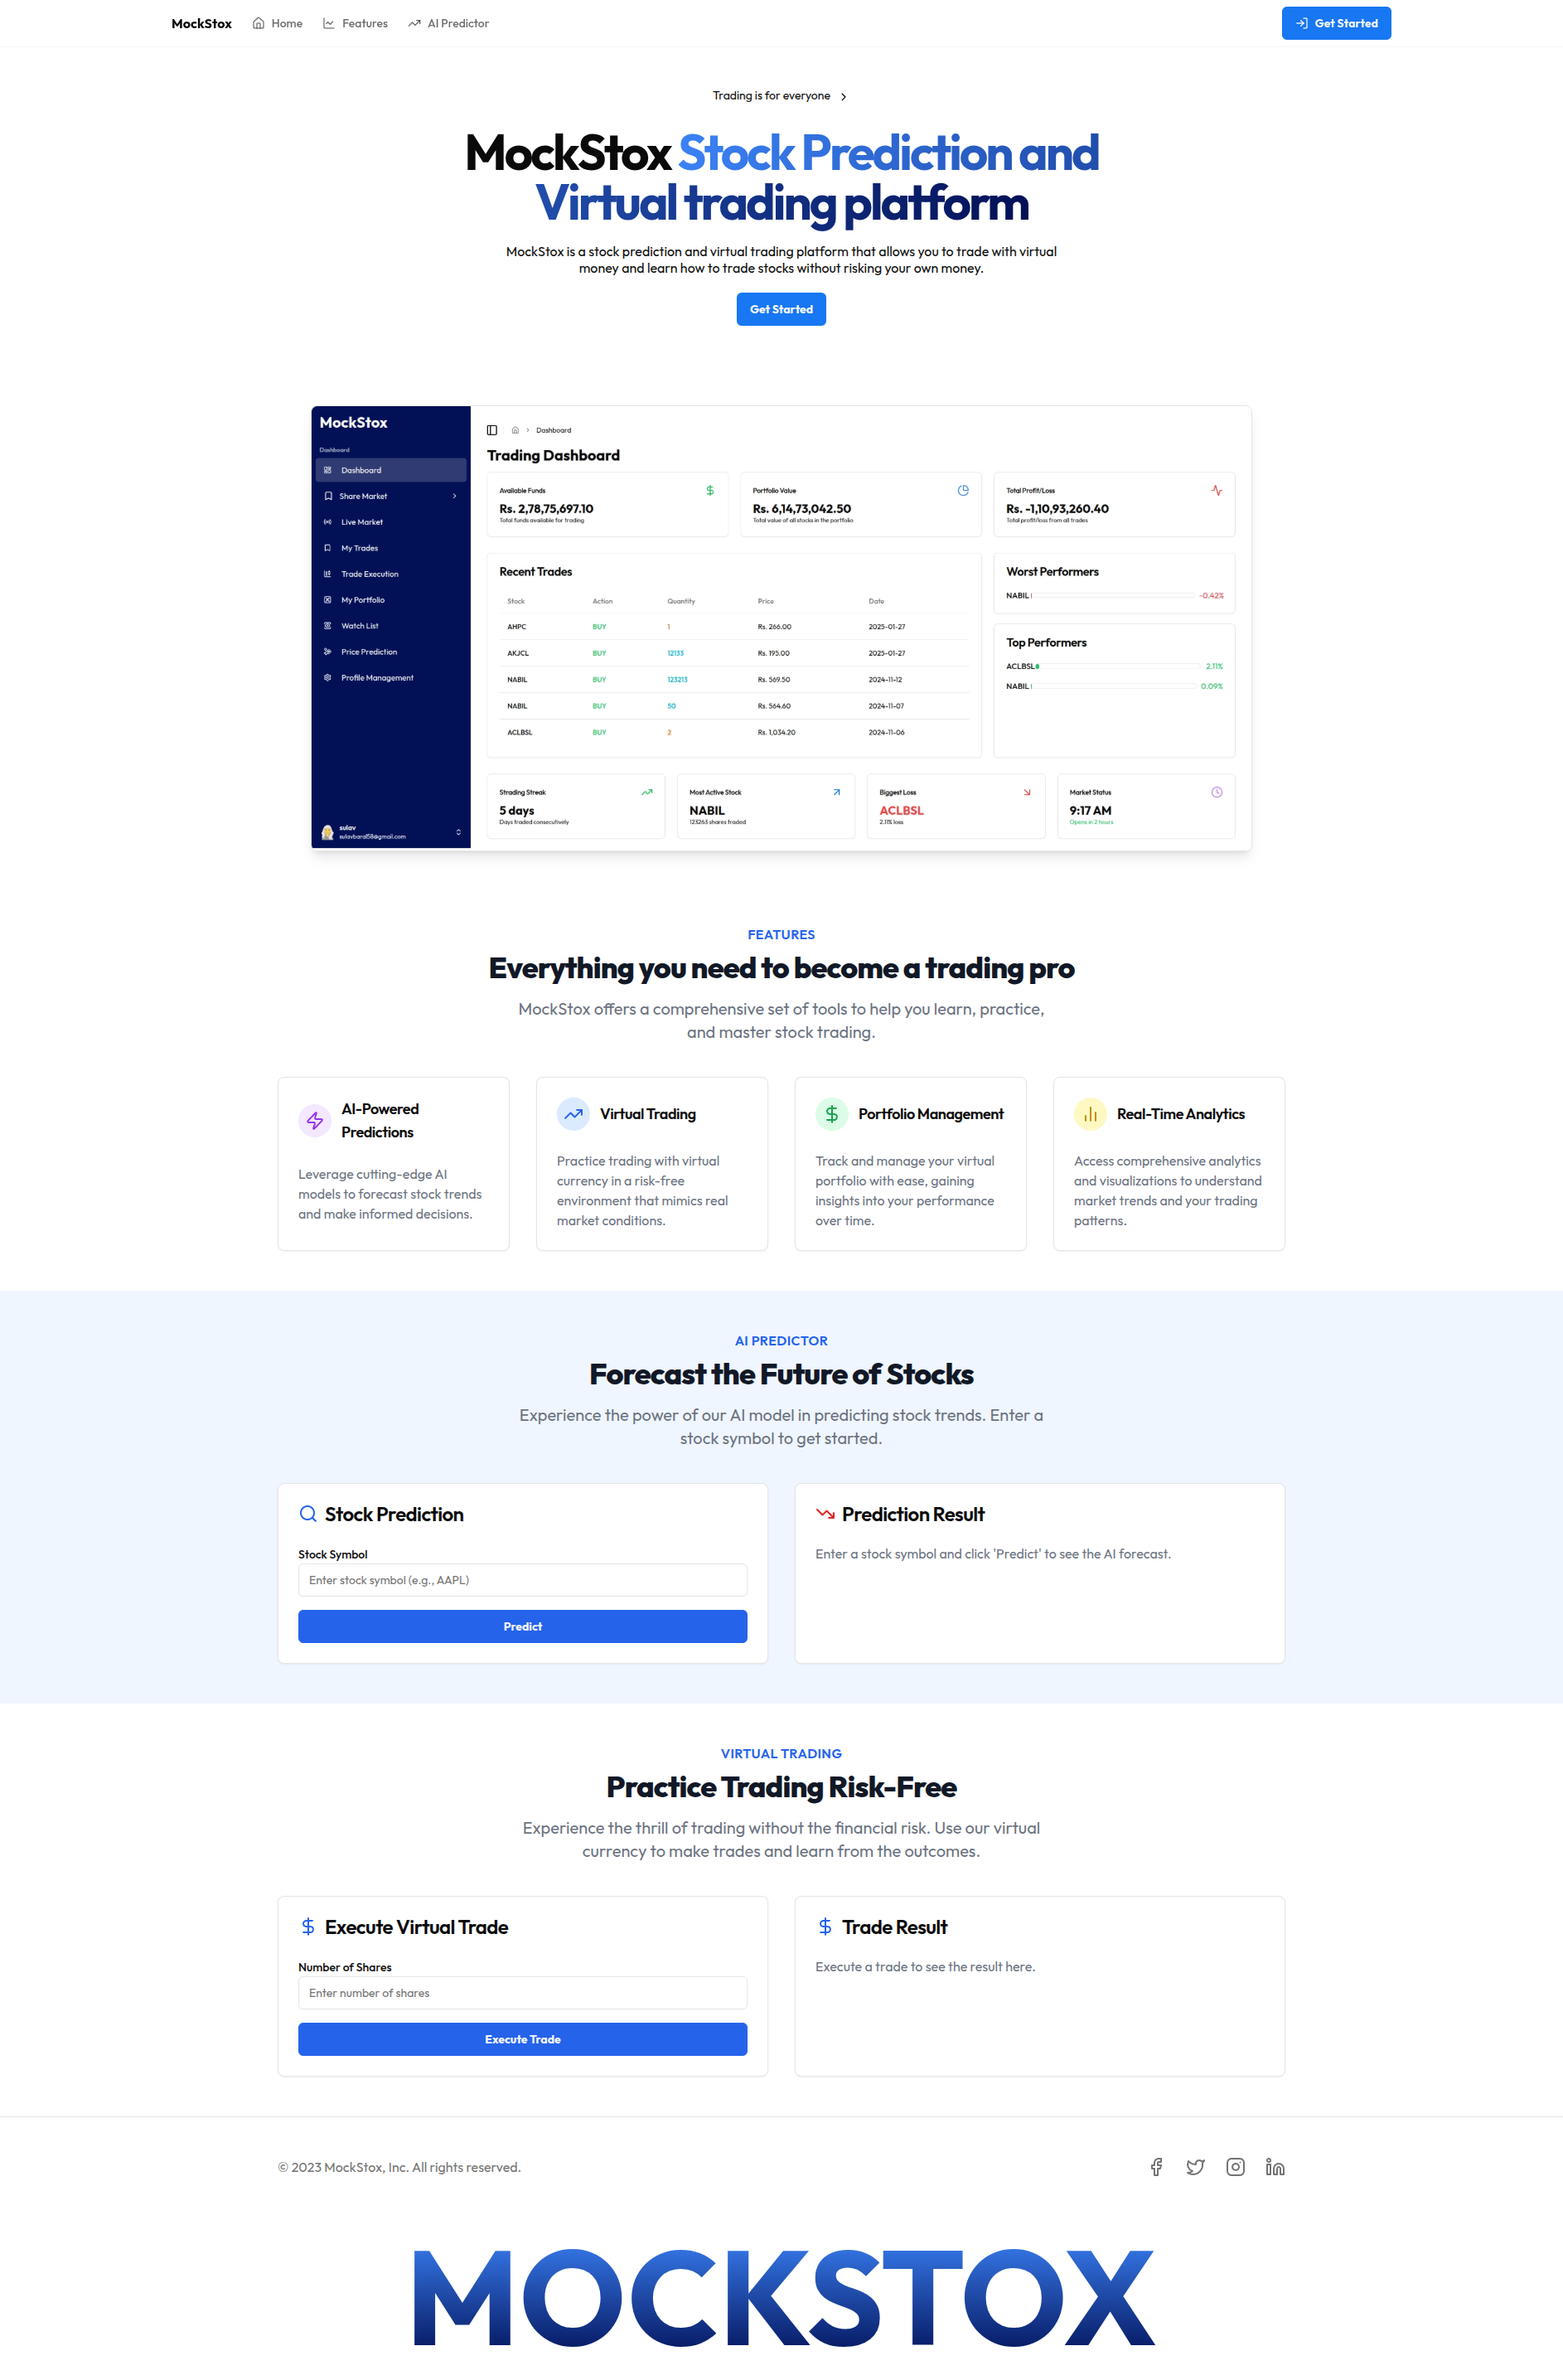 MockStox
Home
Features
AI Predictor
Get Started
Trading is for everyone
MockStox Stock Prediction and
Virtual trading platform
MockStox is a stock prediction and virtual trading platform that allows you to trade with virtual
money and learn how to trade stocks without risking your own money.
Get Started
MockStox
Dashboard
Dashboard
Share Market
Live Market
My Trades
Trade Execution
My Portfolio
Watch List
Price Prediction
Profile Management
sulav
sulavbaral58@gmail.com
Dashboard
Trading Dashboard
Available Funds
Rs. 2,78,75,697.10
Total funds available for trading
Portfolio Value
Rs. 6,14,73,042.50
Total value of all stocks in the portfolio
Total Profit/Loss
Rs. -1,10,93,260.40
Total profit/loss from all trades
Recent Trades
Stock Action Quantity Price Date
AHPC BUY 1 Rs. 266.00 2025-01-27
AKJCL BUY 12133 Rs. 195.00 2025-01-27
NABIL BUY 123213 Rs. 569.50 2024-11-12
NABIL BUY 50 Rs. 564.60 2024-11-07
ACLBSL BUY 2 Rs. 1,034.20 2024-11-06
Worst Performers
NABIL -0.42%
Top Performers
ACLBSL 2.11%
NABIL 0.09%
Strading Streak
5 days
Days traded consecutively
Most Active Stock
NABIL
123263 shares traded
Biggest Loss
ACLBSL
2.11% loss
Market Status
9:17 AM
Opens in 2 hours
FEATURES
Everything you need to become a trading pro
MockStox offers a comprehensive set of tools to help you learn, practice,
and master stock trading.
AI-Powered
Predictions
Leverage cutting-edge AI
models to forecast stock trends
and make informed decisions.
Virtual Trading
Practice trading with virtual
currency in a risk-free
environment that mimics real
market conditions.
Portfolio Management
Track and manage your virtual
portfolio with ease, gaining
insights into your performance
over time.
Real-Time Analytics
Access comprehensive analytics
and visualizations to understand
market trends and your trading
patterns.
AI PREDICTOR
Forecast the Future of Stocks
Experience the power of our AI model in predicting stock trends. Enter a
stock symbol to get started.
Stock Prediction
Stock Symbol
Enter stock symbol (e.g., AAPL)
Predict
Prediction Result
Enter a stock symbol and click 'Predict' to see the AI forecast.
VIRTUAL TRADING
Practice Trading Risk-Free
Experience the thrill of trading without the financial risk. Use our virtual
currency to make trades and learn from the outcomes.
Execute Virtual Trade
Number of Shares
Enter number of shares
Execute Trade
Trade Result
Execute a trade to see the result here.
© 2023 MockStox, Inc. All rights reserved.
MOCKSTOX